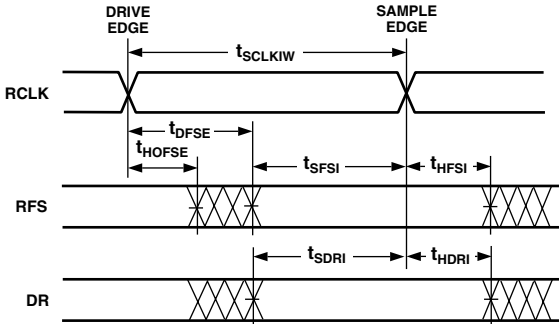 DRIVE
EDGE
SAMPLE
EDGE
tSCLKIW
RCLK
tDFSE
tHOFSE
tSFSI
tHFSI
RFS
tSDRI
tHDRI
DR